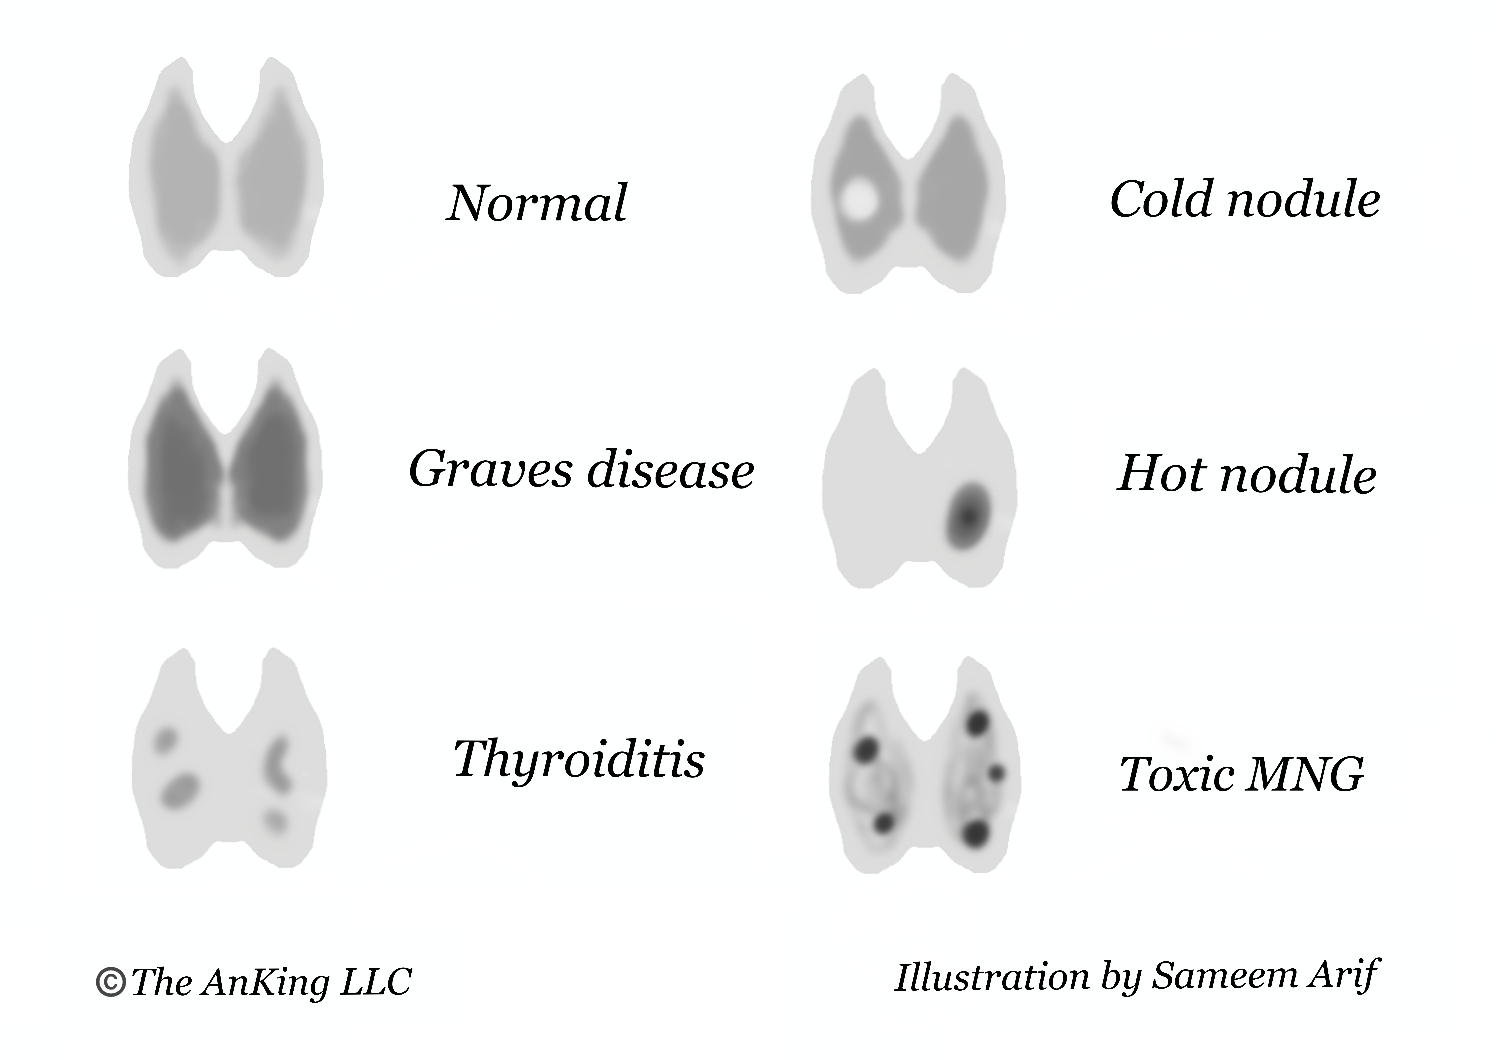 Normal
Cold nodule
Graves disease
Hot nodule
Thyroiditis
Toxic MNG
©The AnKing LLC
Illustration by Sameem Arif